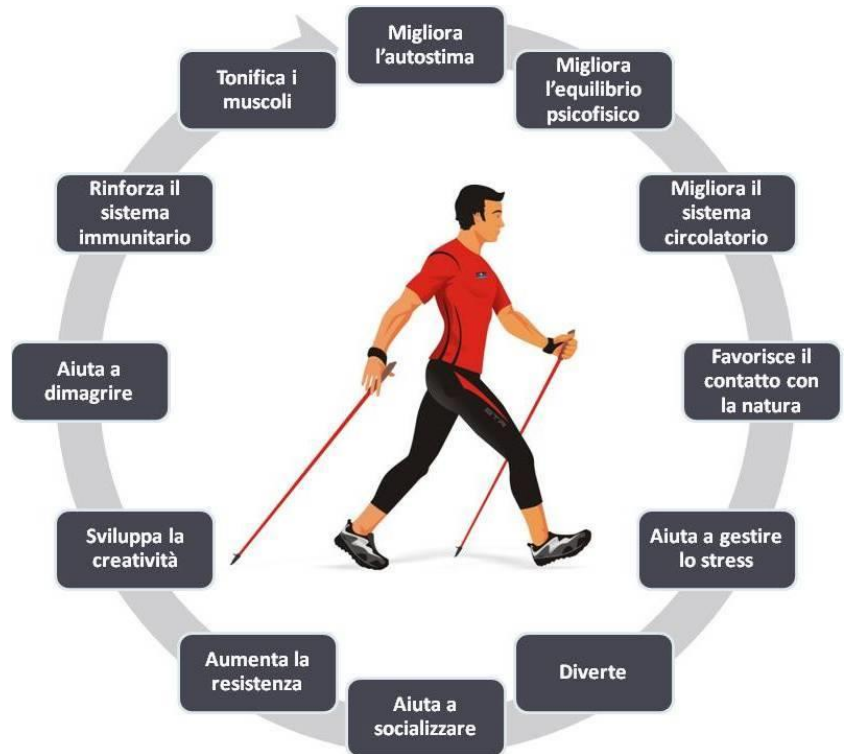 Migliora
l'autostima
Migliora
l'equilibrio
psicofisico
Migliora il
sistema
circolatorio
Favorisce il
contatto con
la natura
Aiuta a gestire
lo stress
Diverte
Aiuta a
socializzare
Aumenta la
resistenza
Sviluppa la
creatività
Aiuta a
dimagrire
Rinforza il
sistema
immunitario
Tonifica i
muscoli